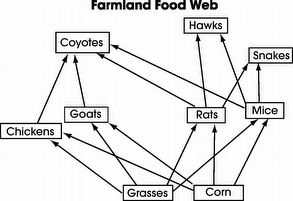 Farmland Food Web
Hawks
Coyotes
Snakes
Goats
Rats
Mice
Chickens
Grasses
Corn